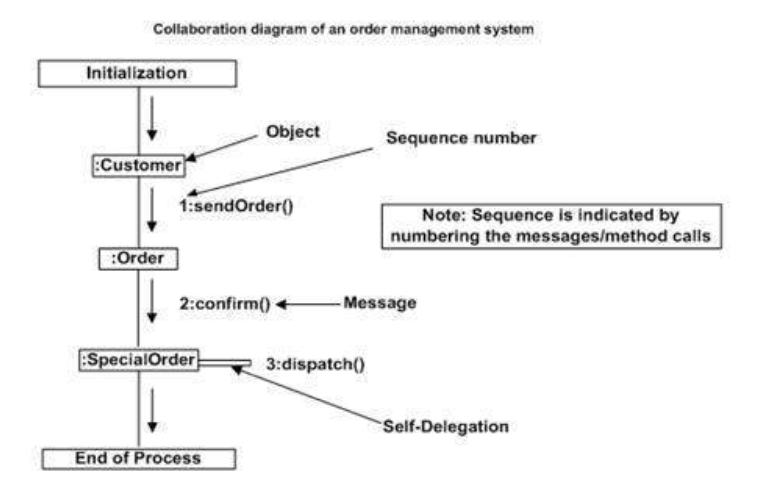 Collaboration diagram of an order management system
Initialization
Object
Sequence number
:Customer
1:sendOrder()
Note: Sequence is indicated by
numbering the messages/method calls
:Order
2:confirm()
Message
:SpecialOrder
3:dispatch()
Self-Delegation
End of Process